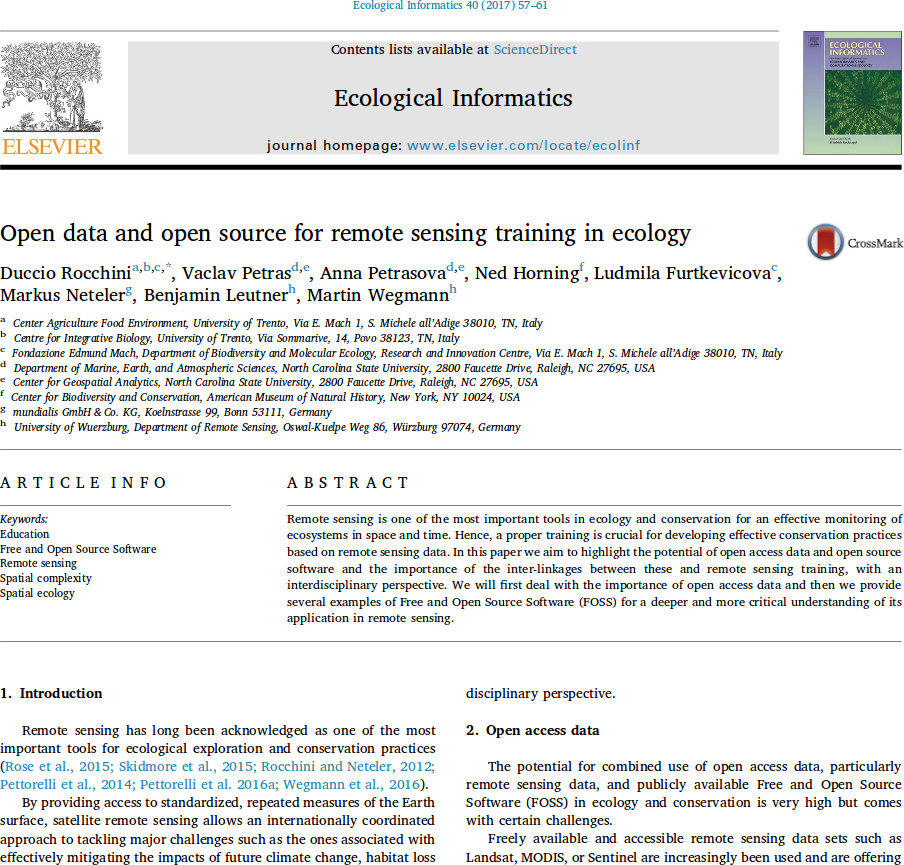 Ecological Informatics 40 (2017) 57–61
Contents lists available at ScienceDirect
Ecological Informatics
journal homepage: www.elsevier.com/locate/ecolinf
ELSEVIER
ECOLOGICAL
INFORMATICS
Open data and open source for remote sensing training in ecology
CrossMark
Duccio Rocchini a,b,c,*, Vaclav Petras d,e, Anna Petrasova d,e, Ned Horning f, Ludmila Furtkevicova c,
Markus Neteler g, Benjamin Leutner h, Martin Wegmann h
a Center Agriculture Food Environment, University of Trento, Via E. Mach 1, S. Michele all'Adige 38010, TN, Italy
b Centre for Integrative Biology, University of Trento, Via Sommarive, 14, Povo 38123, TN, Italy
c Fondazione Edmund Mach, Department of Biodiversity and Molecular Ecology, Research and Innovation Centre, Via E. Mach 1, S. Michele all'Adige 38010, TN, Italy
d Department of Marine, Earth, and Atmospheric Sciences, North Carolina State University, 2800 Faucette Drive, Raleigh, NC 27695, USA
e Center for Geospatial Analytics, North Carolina State University, 2800 Faucette Drive, Raleigh, NC 27695, USA
f Center for Biodiversity and Conservation, American Museum of Natural History, New York, NY 10024, USA
g mundialis GmbH & Co. KG, Koelnstrasse 99, Bonn 53111, Germany
h University of Wuerzburg, Department of Remote Sensing, Oswal-Kuelpe Weg 86, Würzburg 97074, Germany
ARTICLE INFO
Keywords:
Education
Free and Open Source Software
Remote sensing
Spatial complexity
Spatial ecology
ABSTRACT
Remote sensing is one of the most important tools in ecology and conservation for an effective monitoring of
ecosystems in space and time. Hence, a proper training is crucial for developing effective conservation practices
based on remote sensing data. In this paper we aim to highlight the potential of open access data and open source
software and the importance of the inter-linkages between these and remote sensing training, with an
interdisciplinary perspective. We will first deal with the importance of open access data and then we provide
several examples of Free and Open Source Software (FOSS) for a deeper and more critical understanding of its
application in remote sensing.
1. Introduction
Remote sensing has long been acknowledged as one of the most
important tools for ecological exploration and conservation practices
(Rose et al., 2015; Skidmore et al., 2015; Rocchini and Neteler, 2012;
Pettorelli et al., 2014; Pettorelli et al. 2016a; Wegmann et al., 2016).
By providing access to standardized, repeated measures of the Earth
surface, satellite remote sensing allows an internationally coordinated
approach to tackling major challenges such as the ones associated with
effectively mitigating the impacts of future climate change, habitat loss
disciplinary perspective.
2. Open access data
The potential for combined use of open access data, particularly
remote sensing data, and publicly available Free and Open Source
Software (FOSS) in ecology and conservation is very high but comes
with certain challenges.
Freely available and accessible remote sensing data sets such as
Landsat, MODIS, or Sentinel are increasingly been used and are offering